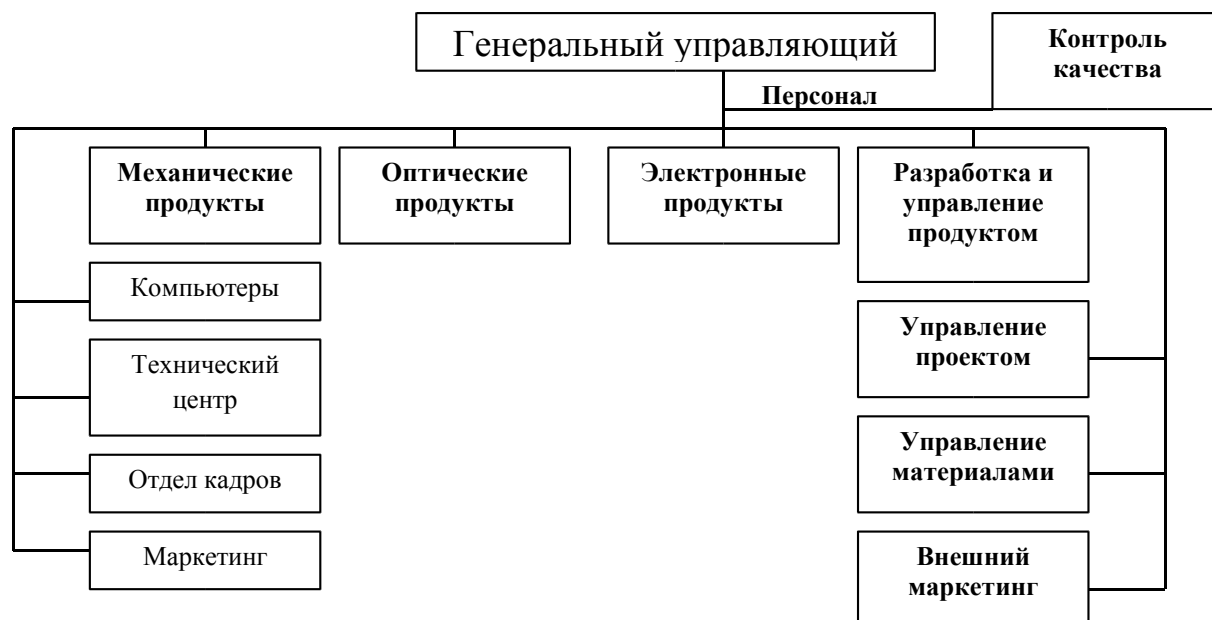 Генеральный управляющий
Контроль
качества
Персонал
Механические
продукты
Оптические
продукты
Электронные
продукты
Разработка и
управление
продуктом
Компьютеры
Управление
проектом
Технический
центр
Управление
материалами
Отдел кадров
Маркетинг
Внешний
маркетинг